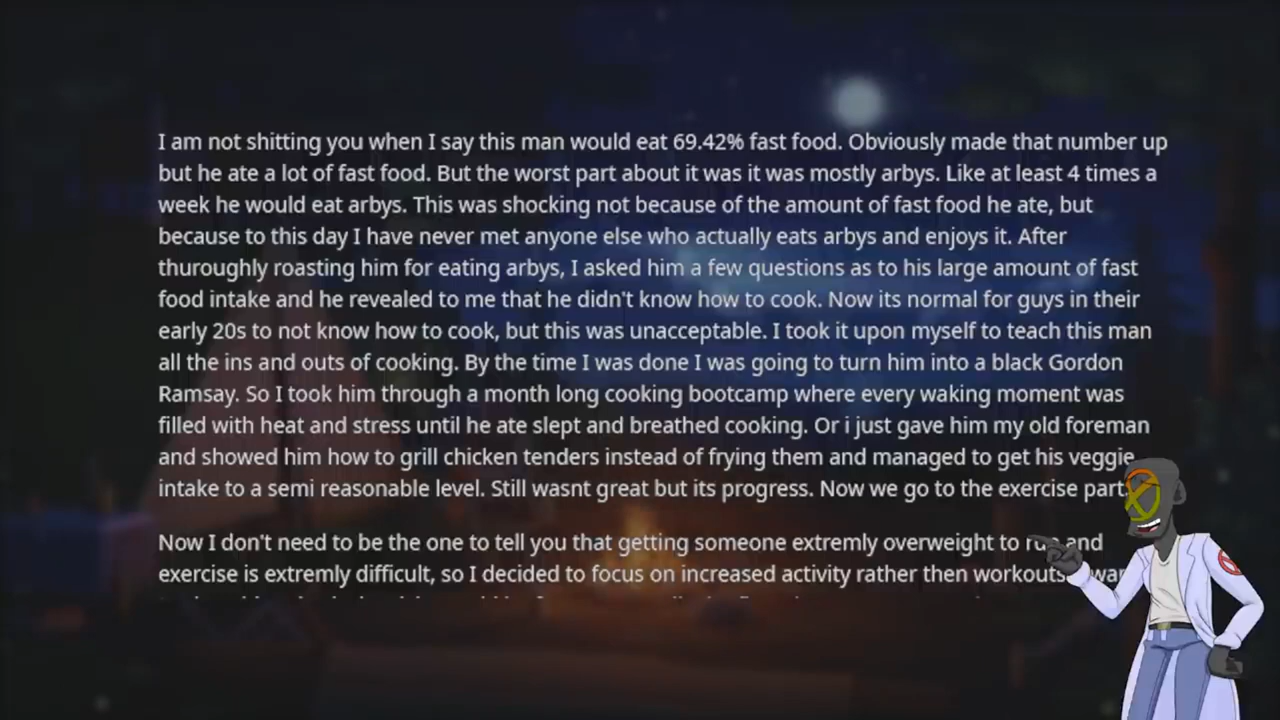 I am not shitting you when I say this man would eat 69.42% fast food. Obviously made that number up
but he ate a lot of fast food. But the worst part about it was it was mostly arbys. Like at least 4 times a
week he would eat arbys. This was shocking not because of the amount of fast food he ate, but
because to this day I have never met anyone else who actually eats arbys and enjoys it. After
thuroughly roasting him for eating arbys, I asked him a few questions as to his large amount of fast
food intake and he revealed to me that he didn't know how to cook. Now its normal for guys in their
early 20s to not know how to cook, but this was unacceptable. I took it upon myself to teach this man
all the ins and outs of cooking. By the time I was done I was going to turn him into a black Gordon
Ramsay. So I took him through a month long cooking bootcamp where every waking moment was
filled with heat and stress until he ate slept and breathed cooking. Or i just gave him my old foreman
and showed him how to grill chicken tenders instead of frying them and managed to get his veggie
intake to a semi reasonable level. Still wasnt great but its progress. Now we go to the exercise part.
Now I don't need to be the one to tell you that getting someone extremly overweight to run and
exercise is extremly difficult, so I decided to focus on increased activity rather then workouts